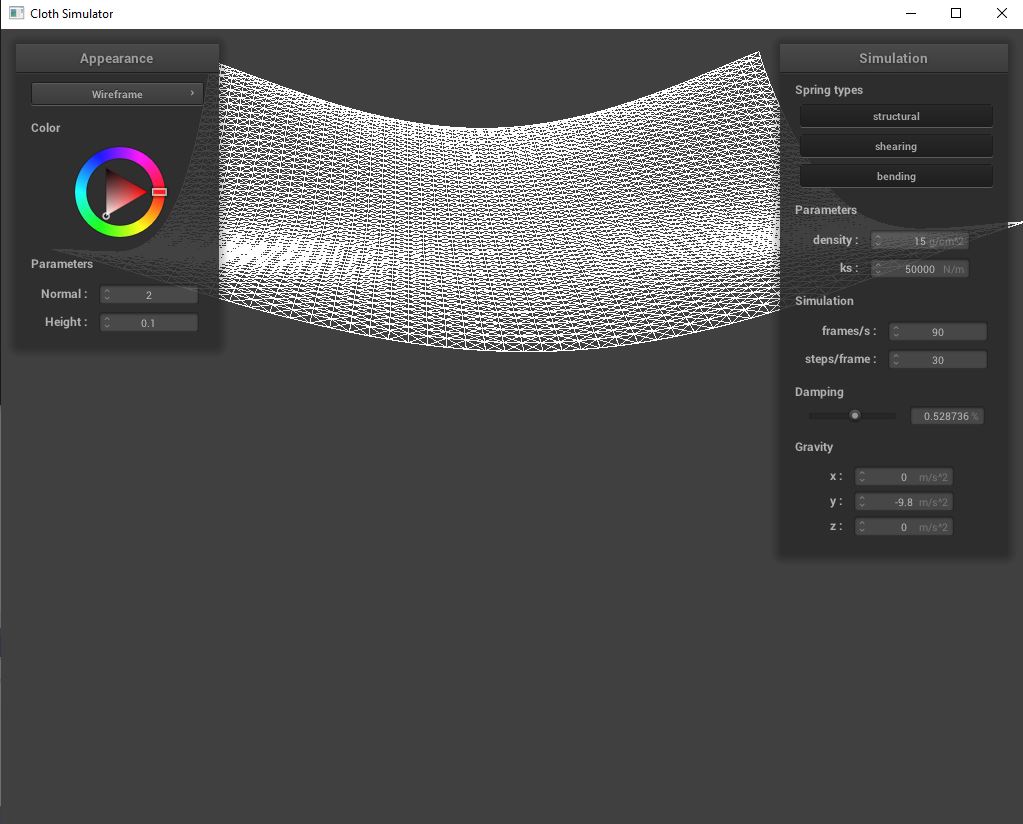 Cloth Simulator
Appearance
Wireframe
Color
Parameters
Normal : 2
Height : 0.1
Simulation
Spring types
structural
shearing
bending
Parameters
density : 15 g/cm^2
ks : 50000 N/m
Simulation
frames/s : 90
steps/frame : 30
Damping
0.528736 %
Gravity
x : 0 m/s^2
y : -9.8 m/s^2
z : 0 m/s^2